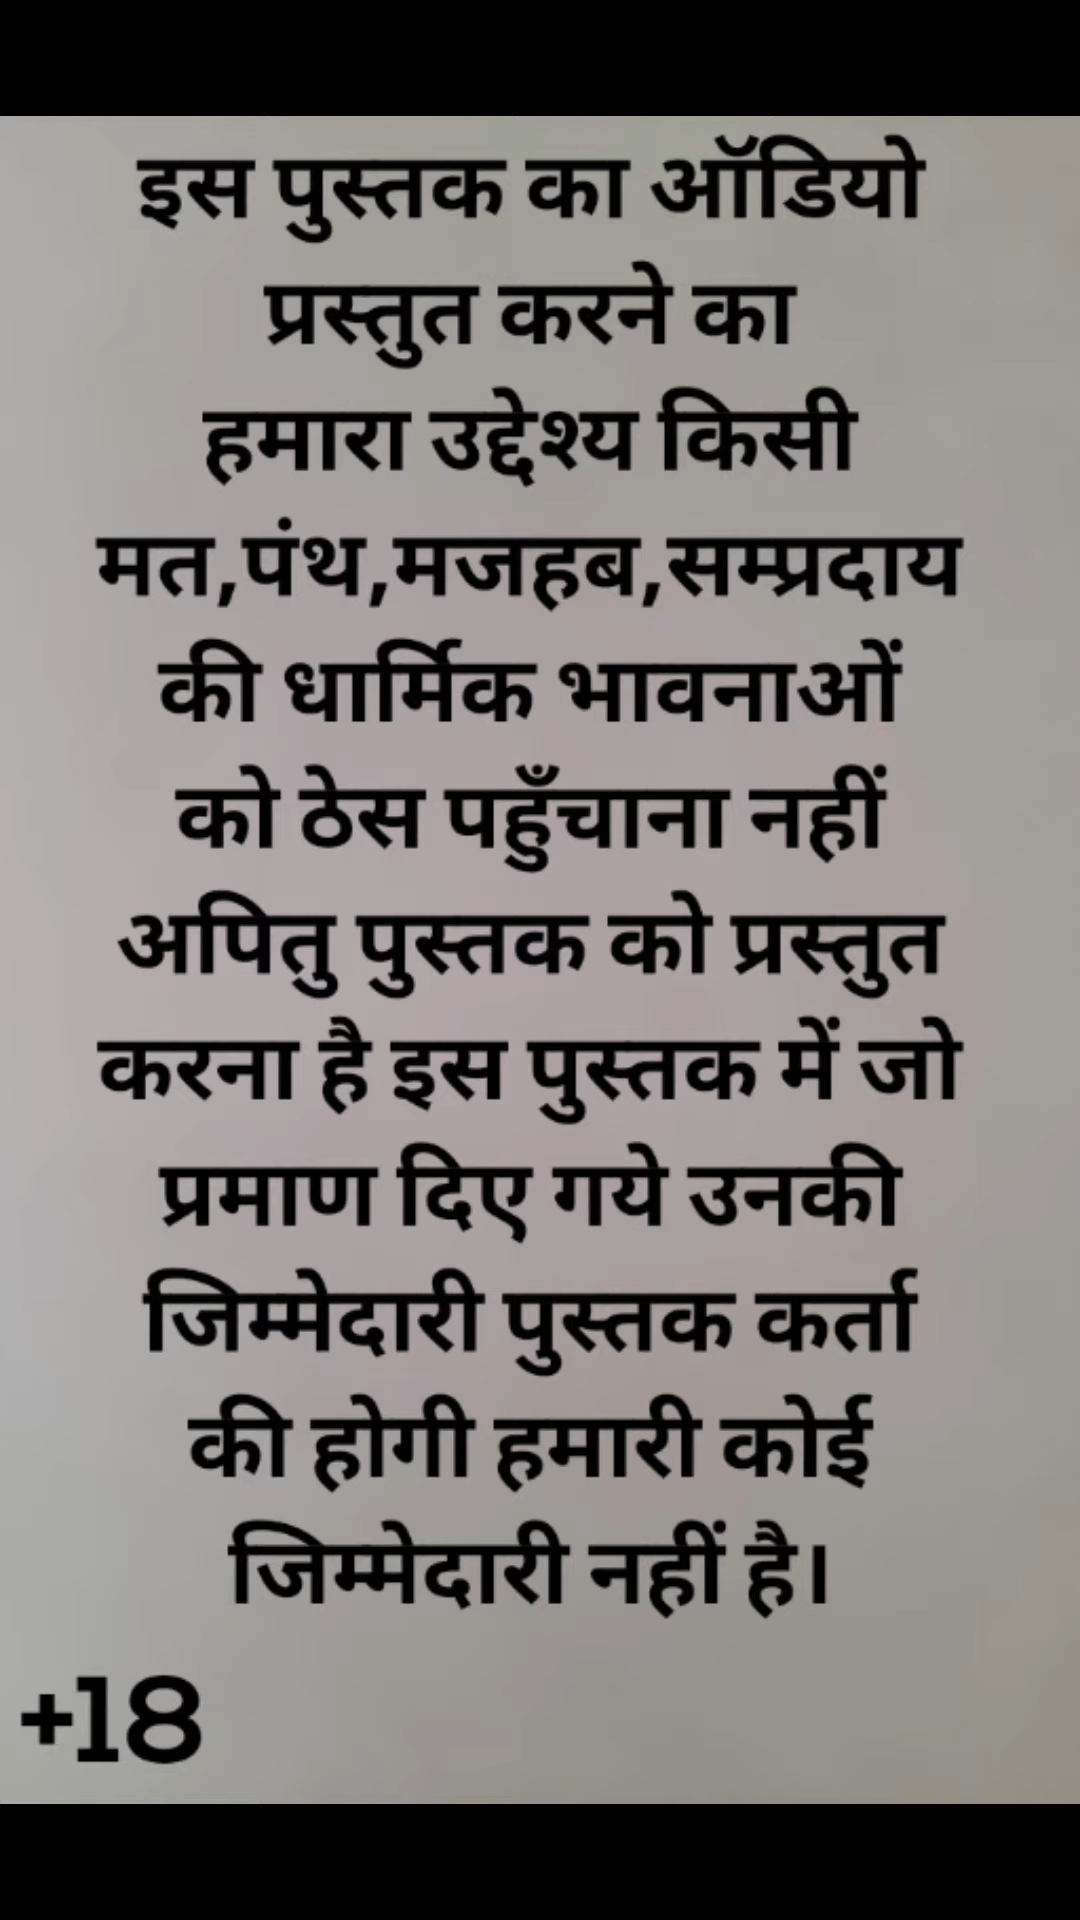 इस पुस्तक का ऑडियो
प्रस्तुत करने का
हमारा उद्देश्य किसी
मत,पंथ,मजहब,सम्प्रदाय
की धार्मिक भावनाओं
को ठेस पहुँचाना नहीं
अपितु पुस्तक को प्रस्तुत
करना है इस पुस्तक में जो
प्रमाण दिए गये उनकी
जिम्मेदारी पुस्तक कर्ता
की होगी हमारी कोई
जिम्मेदारी नहीं है।
+18